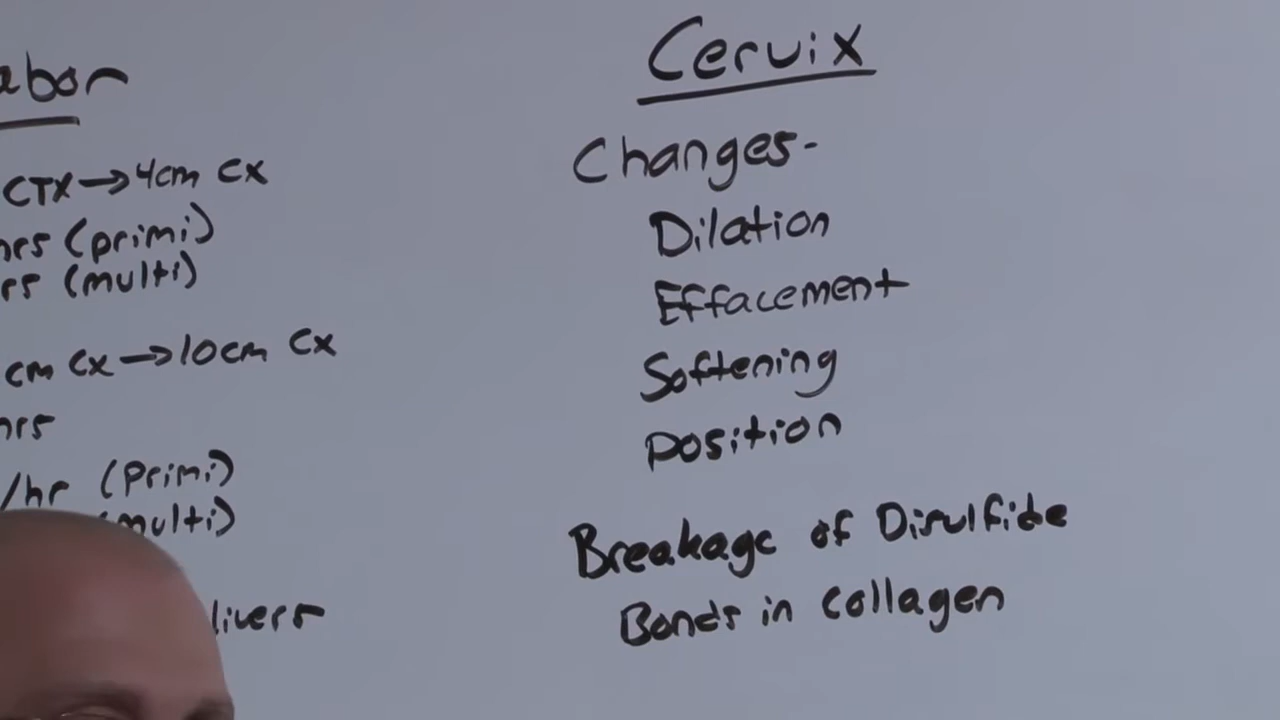 abor
CTX → 4cm Cx
hrs (primi)
rs (multi)
cm Cx → 10cm Cx
hrs
/hr (primi)
(multi)
livers
Cervix
Changes-
Dilation
Effacement
Softening
Position
Breakage of Disulfide
Bonds in Collagen